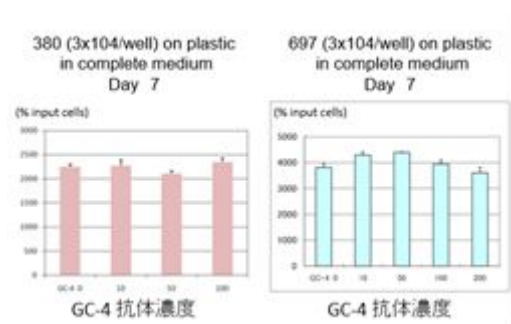 380 (3x104/well) on plastic
in complete medium
Day 7
(% input cells)
3000
2500
2000
1500
1000
500
0
GC-4 0 10 50 100
GC-4 抗体濃度
697 (3x104/well) on plastic
in complete medium
Day 7
(% input cells)
5000
4000
3000
2000
1000
0
GC-4 0 10 50 100 200
GC-4 抗体濃度